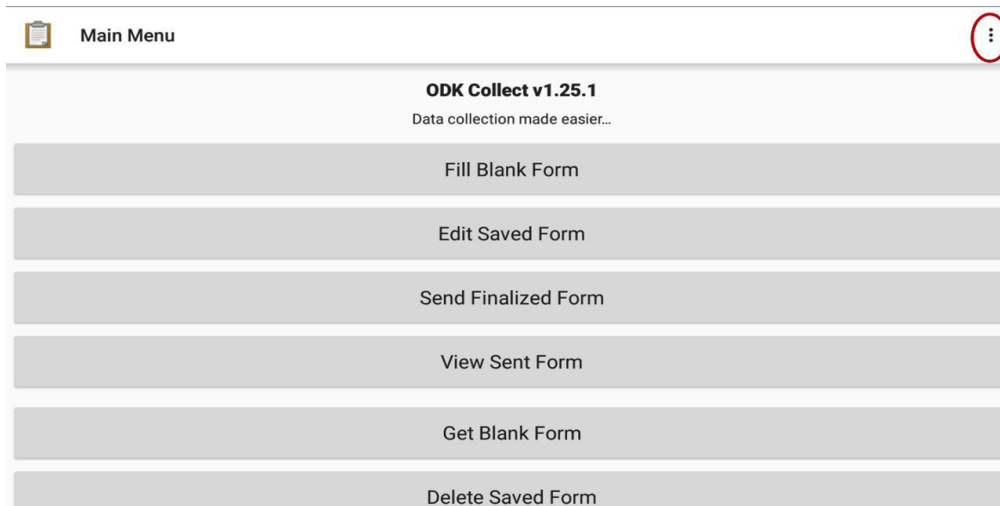 Main Menu
ODK Collect v1.25.1
Data collection made easier...
Fill Blank Form
Edit Saved Form
Send Finalized Form
View Sent Form
Get Blank Form
Delete Saved Form